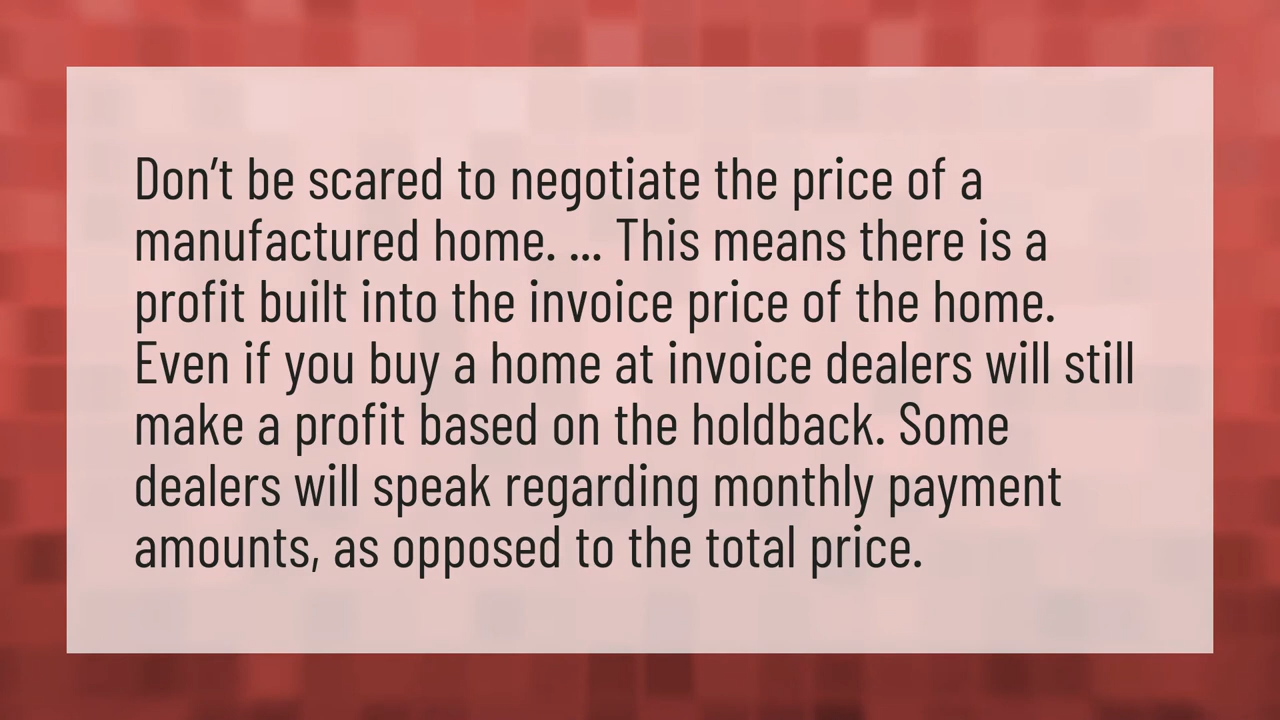 Don’t be scared to negotiate the price of a
manufactured home. ... This means there is a
profit built into the invoice price of the home.
Even if you buy a home at invoice dealers will still
make a profit based on the holdback. Some
dealers will speak regarding monthly payment
amounts, as opposed to the total price.